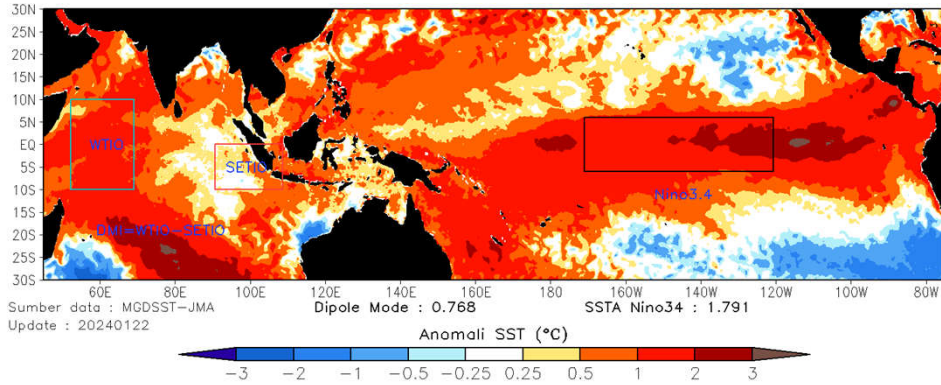 30N
25N
20N
15N
10N
5N
EQ
5S
10S
15S
20S
25S
30S
WTIO
SETIO
Nino3.4
DMI=WTIO-SETIO
60E 80E 100E 120E 140E 160E 180 160W 140W 120W 100W 80W
Sumber data : MGDSST-JMA Dipole Mode : 0.768 SSTA Nino34 : 1.791
Update : 20240122
Anomali SST (°C)
-3 -2 -1 -0.5 -0.25 0.25 0.5 1 2 3